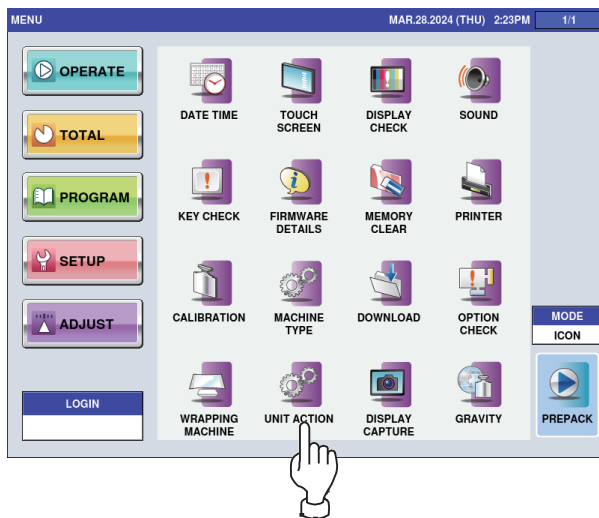 MENU
MAR.28.2024 (THU) 2:23PM
1/1
OPERATE
TOTAL
PROGRAM
SETUP
ADJUST
LOGIN
DATE TIME
TOUCH
SCREEN
DISPLAY
CHECK
SOUND
KEY CHECK
FIRMWARE
DETAILS
MEMORY
CLEAR
PRINTER
CALIBRATION
MACHINE
TYPE
DOWNLOAD
OPTION
CHECK
WRAPPING
MACHINE
UNIT ACTION
DISPLAY
CAPTURE
GRAVITY
MODE
ICON
PREPACK